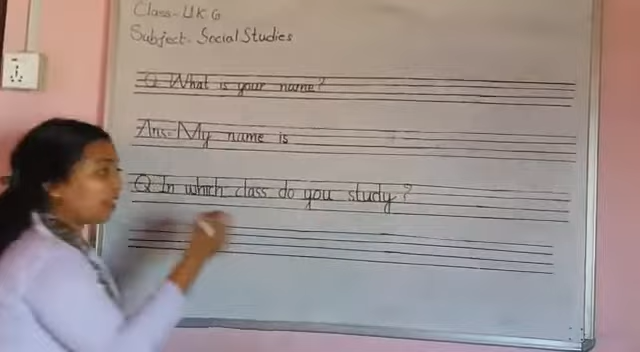 Class- UKG
Subject- Social Studies
Q. What is your name?
Ans:- My name is
Q In which class do you study?